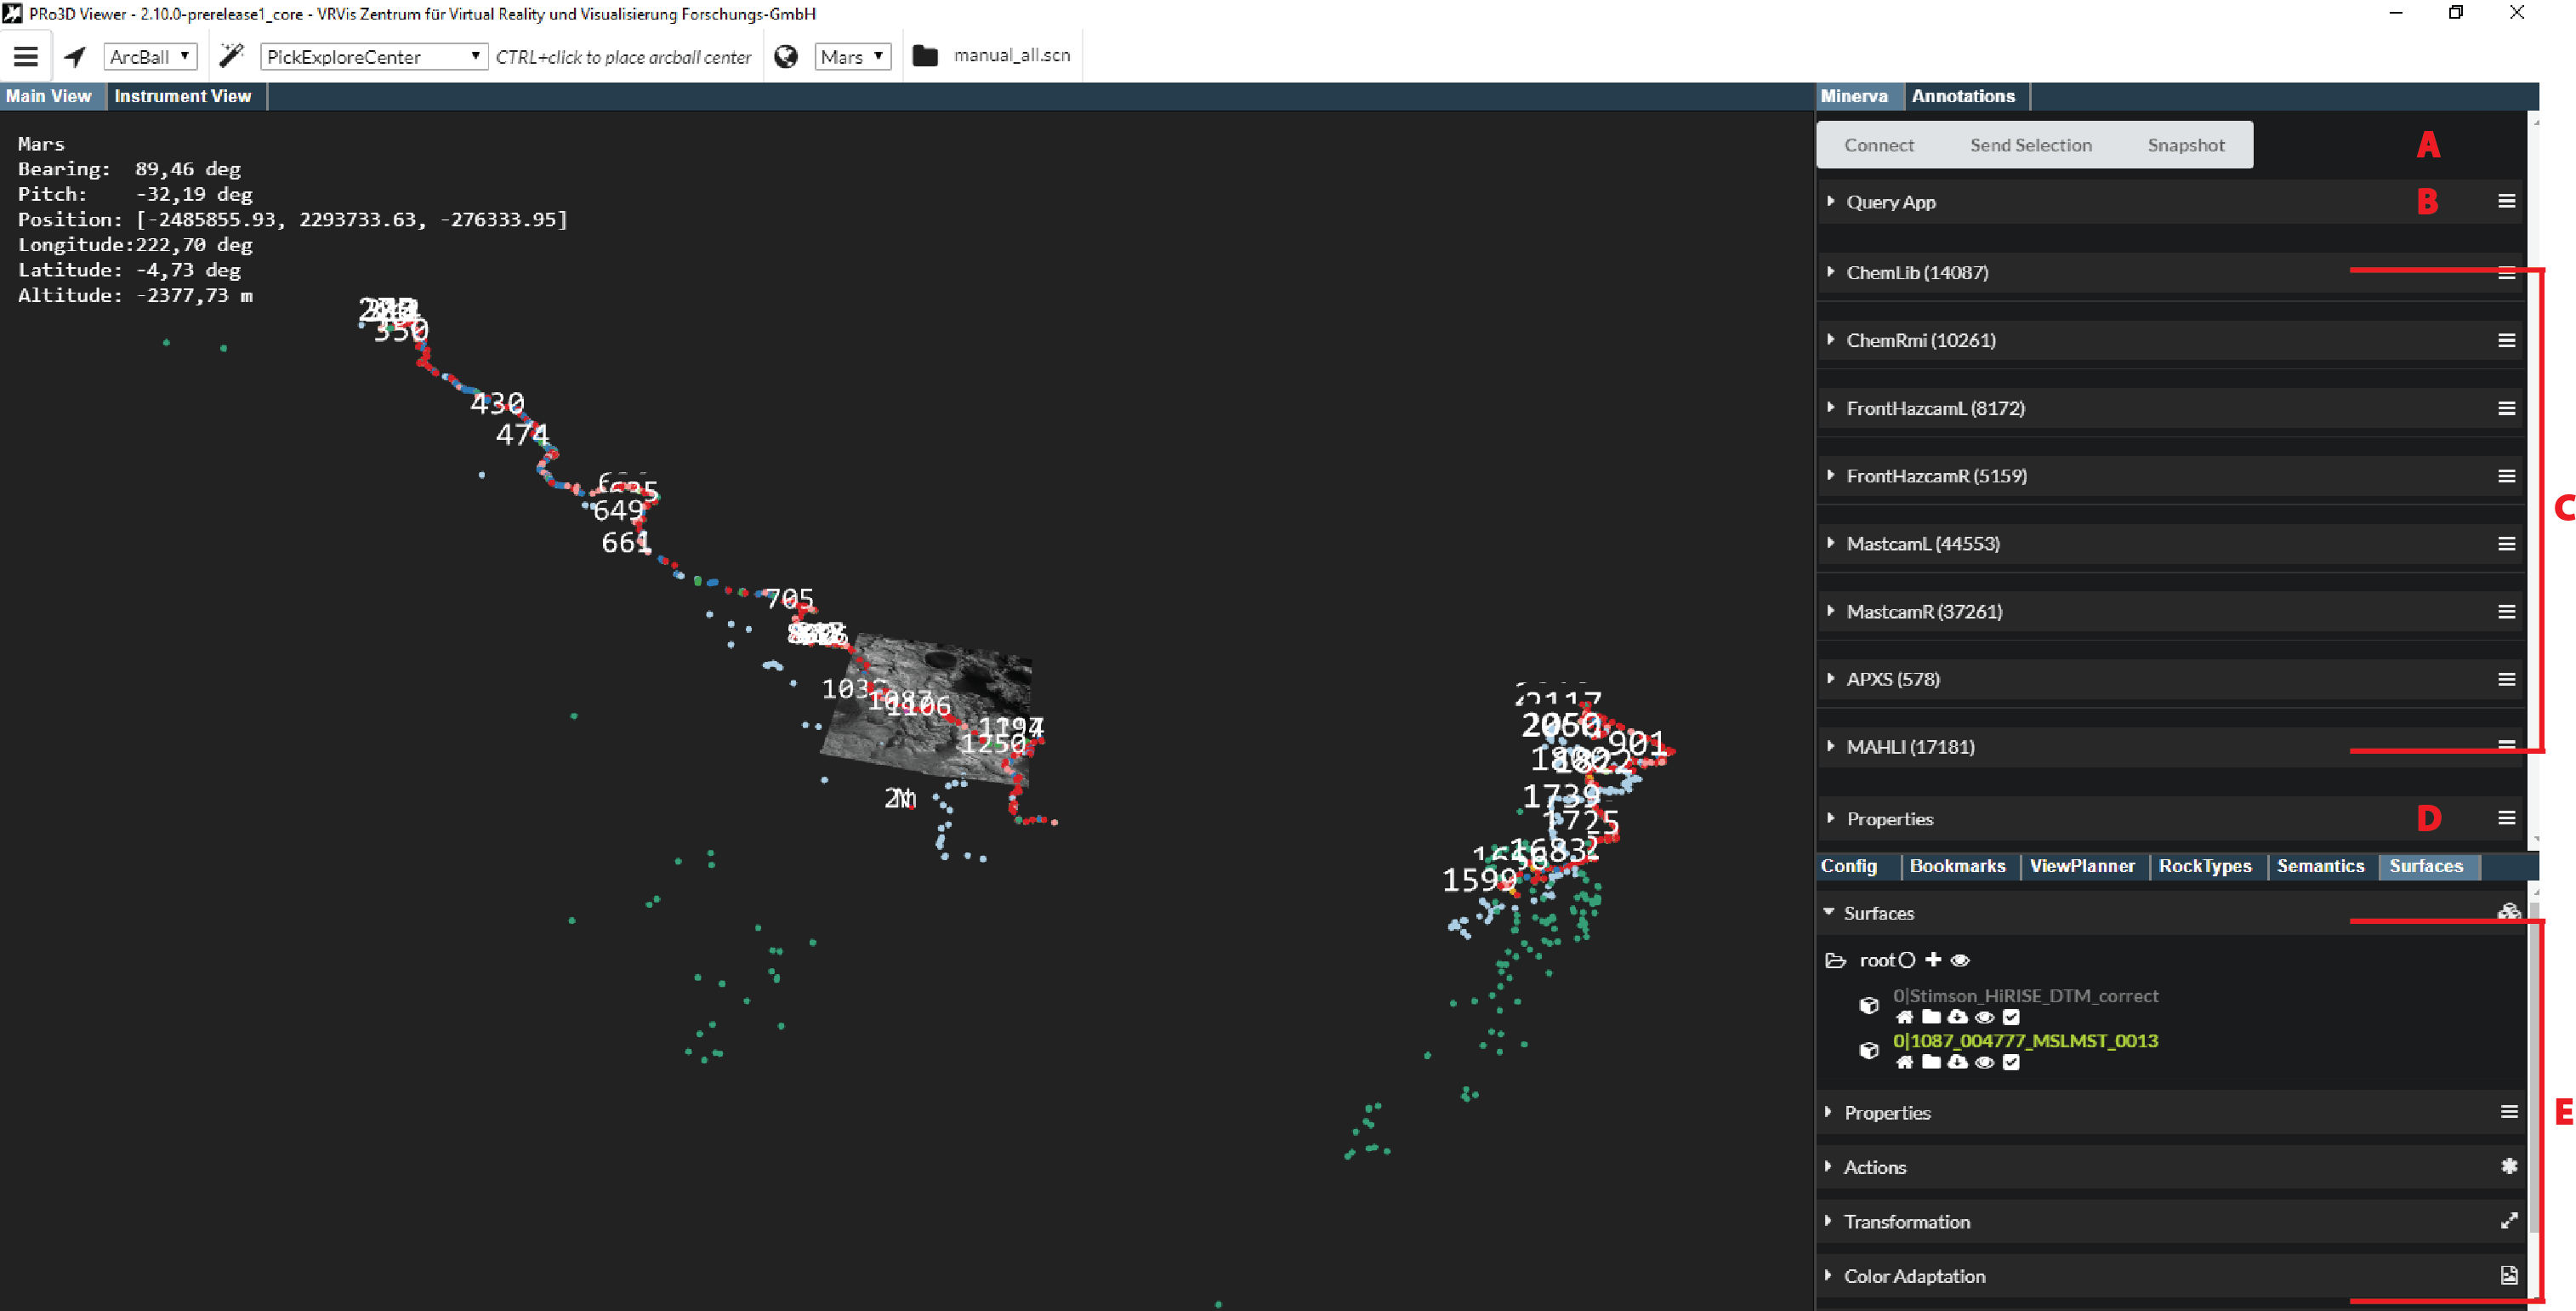 PRo3D Viewer - 2.10.0-prerelease1_core - VRVis Zentrum für Virtual Reality und Visualisierung Forschungs-GmbH
ArcBall PickExploreCenter CTRL+click to place arcball center Mars manual_all.scn
Main View Instrument View
Mars
Bearing: 89,46 deg
Pitch: -32,19 deg
Position: [-2485855.93, 2293733.63, -276333.95]
Longitude:222,70 deg
Latitude: -4,73 deg
Altitude: -2377,73 m
350
430
474
649
661
705
1087
1106
1250
2117
2060
901
1739
1725
1683
1599
Minerva Annotations
Connect Send Selection Snapshot A
Query App B
ChemLib (14087)
ChemRmi (10261)
FrontHazcamL (8172)
FrontHazcamR (5159)
C
MastcamL (44553)
MastcamR (37261)
APXS (578)
MAHLI (17181)
Properties D
Config Bookmarks ViewPlanner RockTypes Semantics Surfaces
Surfaces
root
0|Stimson_HiRISE_DTM_correct
0|1087_004777_MSLMST_0013
Properties
E
Actions
Transformation
Color Adaptation